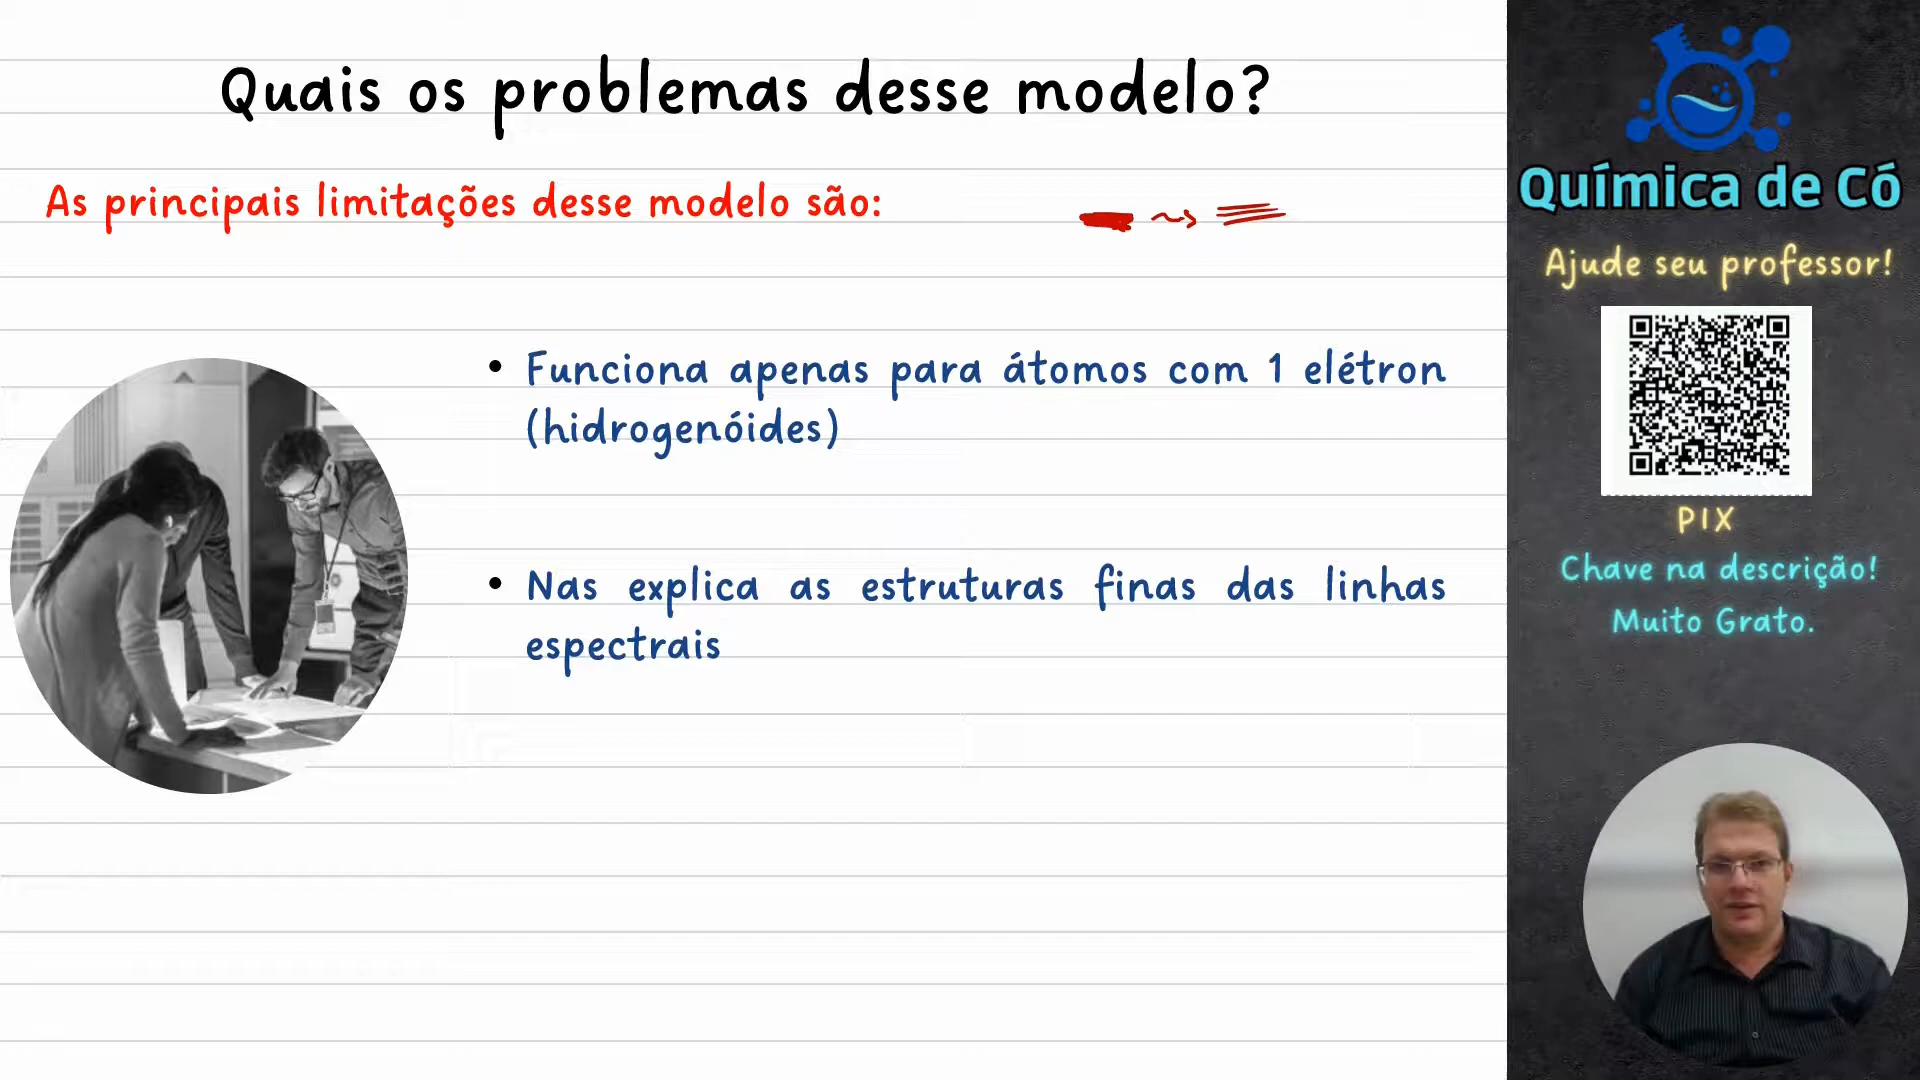 Quais os problemas desse modelo?
As principais limitações desse modelo são:
• Funciona apenas para átomos com 1 elétron
(hidrogenóides)
• Nas explica as estruturas finas das linhas
espectrais
Química de Có
Ajude seu professor!
PIX
Chave na descrição!
Muito Grato.